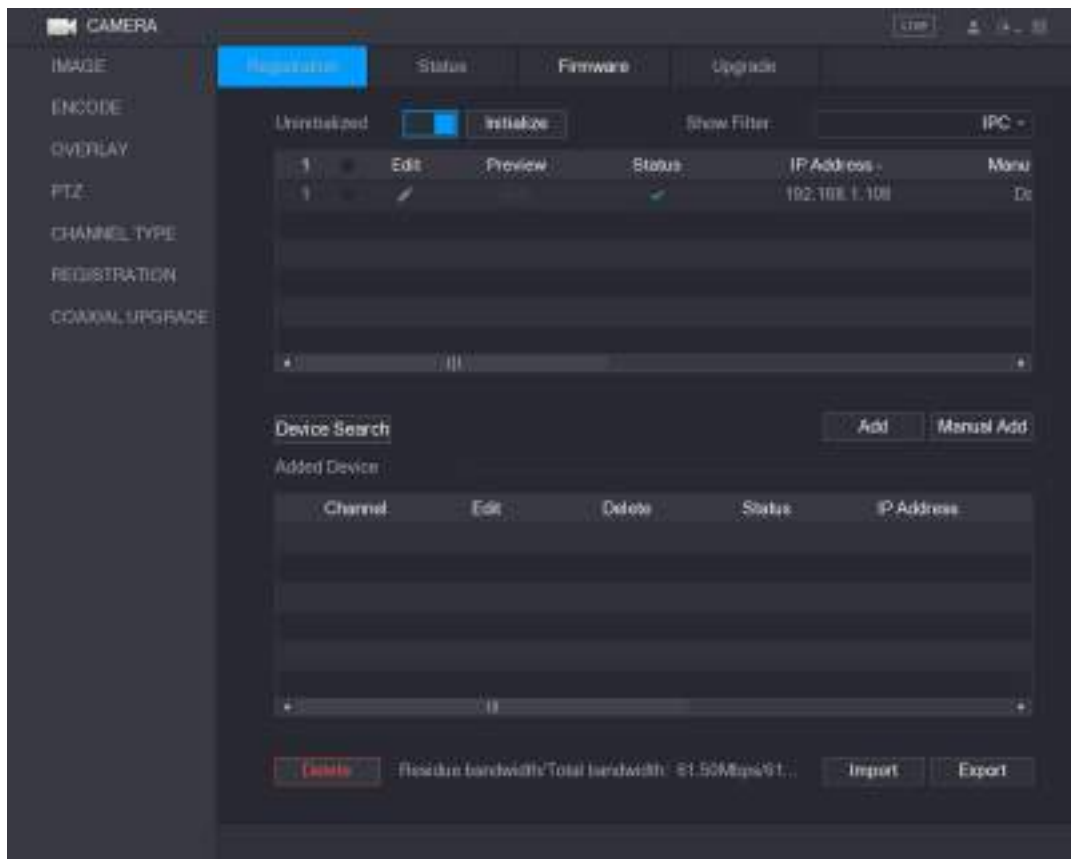 CAMERA
Live
IMAGE
ENCODE
OVERLAY
PTZ
CHANNEL TYPE
REGISTRATION
COAXIAL UPGRADE
Registration Status Firmware Upgrade
Uninitialized Initialize Show Filter IPC
1 Edit Preview Status IP Address Manu
1 192.168.1.108 Da
Device Search Add Manual Add
Added Device
Channel Edit Delete Status IP Address
Delete Residue bandwidth/Total bandwidth: 61.50Mbps/61... Import Export